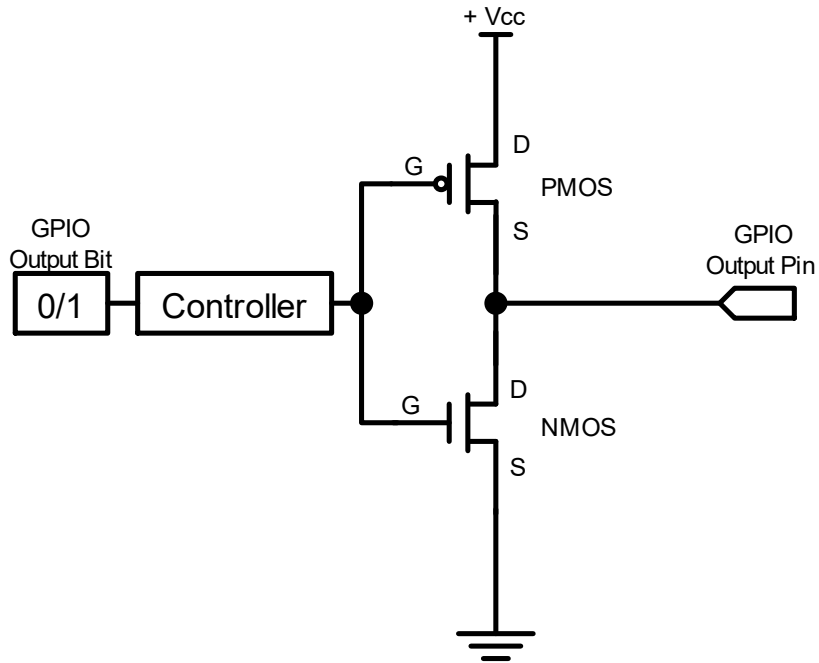 + Vcc
D
G
PMOS
S
GPIO
Output Bit
0/1
Controller
GPIO
Output Pin
D
G
NMOS
S